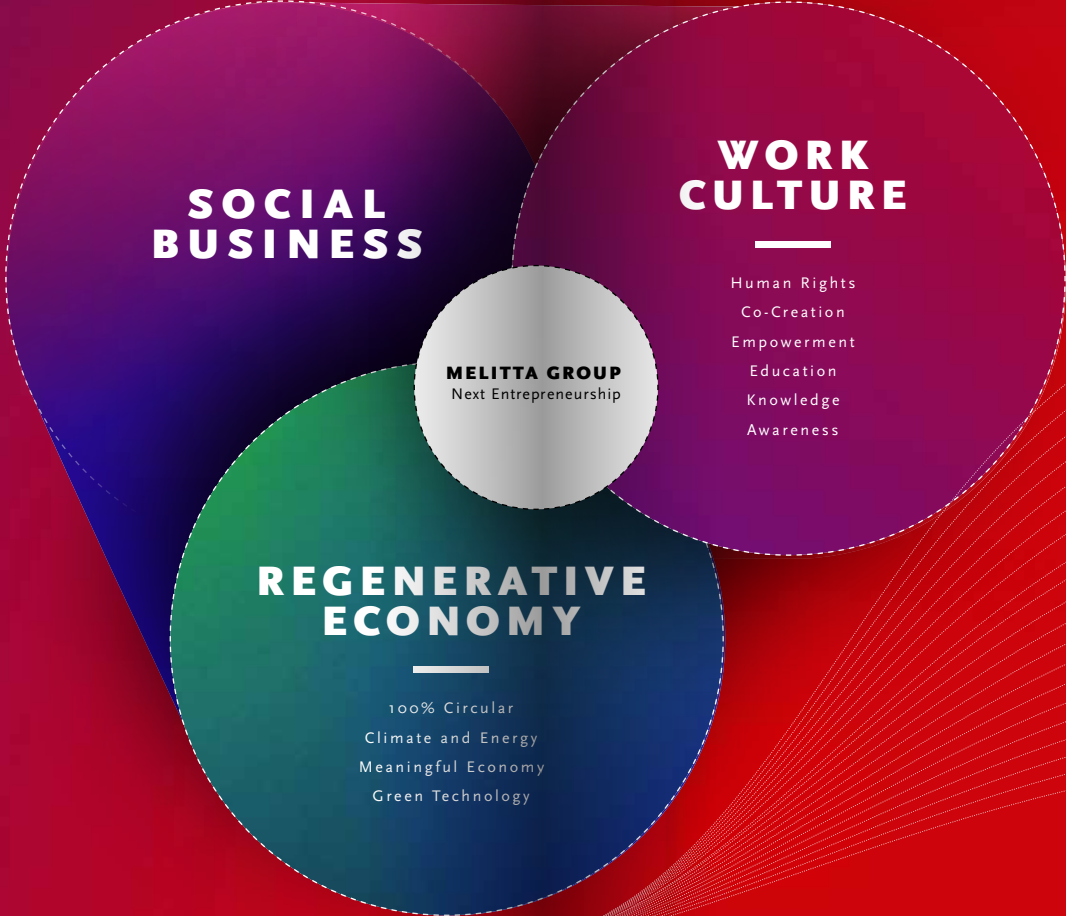 SOCIAL
BUSINESS
WORK
CULTURE
Human Rights
Co-Creation
Empowerment
Education
Knowledge
Awareness
MELITTA GROUP
Next Entrepreneurship
REGENERATIVE
ECONOMY
100% Circular
Climate and Energy
Meaningful Economy
Green Technology